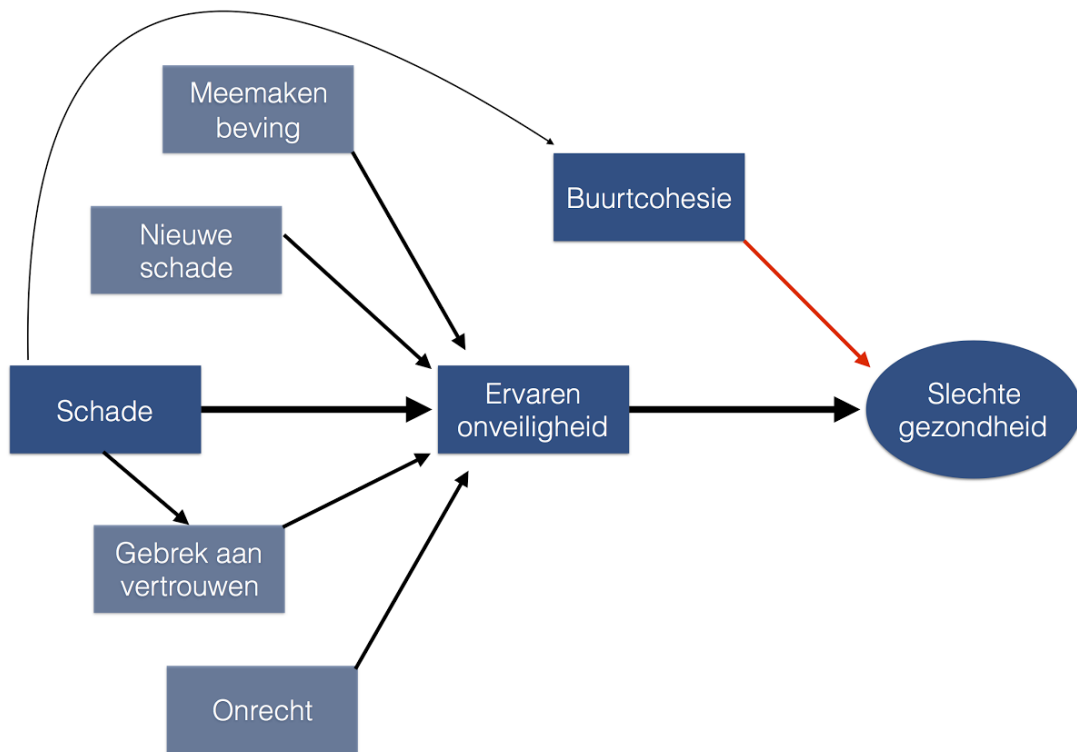 Meemaken
beving
Buurtcohesie
Nieuwe
schade
Schade
Ervaren
onveiligheid
Slechte
gezondheid
Gebrek aan
vertrouwen
Onrecht